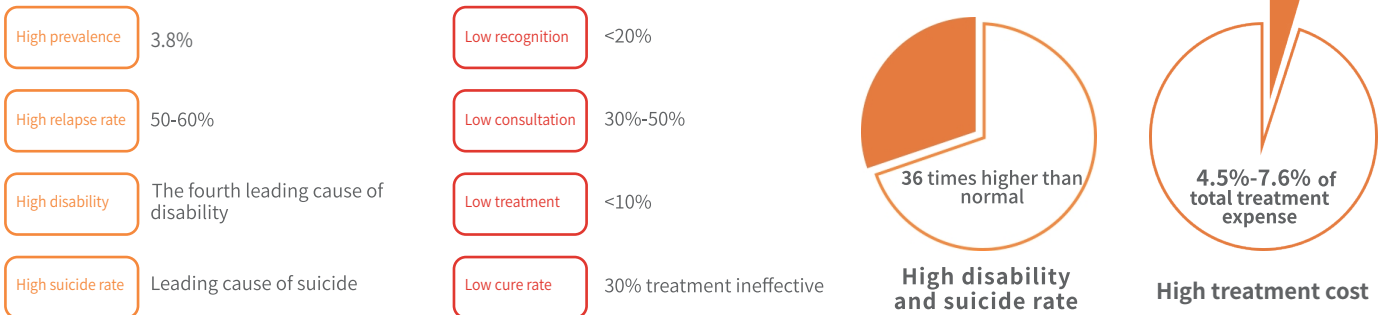 High prevalence
3.8%
High relapse rate
50-60%
High disability
The fourth leading cause of
disability
High suicide rate
Leading cause of suicide
Low recognition
<20%
Low consultation
30%-50%
Low treatment
<10%
Low cure rate
30% treatment ineffective
36 times higher than
normal
High disability
and suicide rate
4.5%-7.6% of
total treatment
expense
High treatment cost